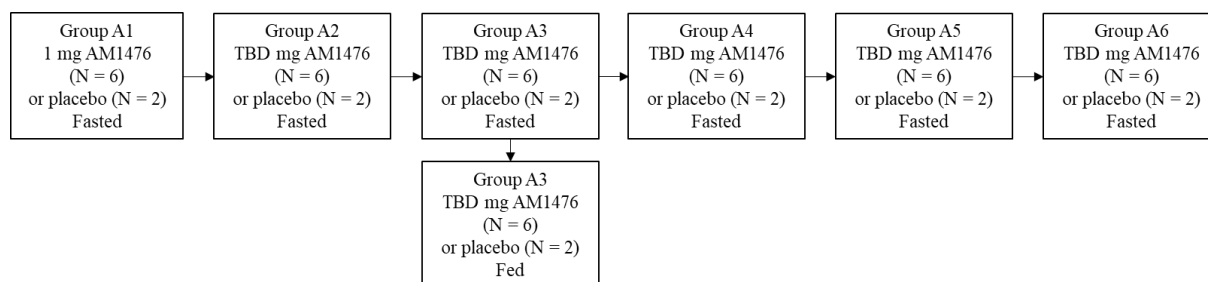 Group A1
1 mg AM1476
(N = 6)
or placebo (N = 2)
Fasted
Group A2
TBD mg AM1476
(N = 6)
or placebo (N = 2)
Fasted
Group A3
TBD mg AM1476
(N = 6)
or placebo (N = 2)
Fasted
Group A4
TBD mg AM1476
(N = 6)
or placebo (N = 2)
Fasted
Group A5
TBD mg AM1476
(N = 6)
or placebo (N = 2)
Fasted
Group A6
TBD mg AM1476
(N = 6)
or placebo (N = 2)
Fasted
Group A3
TBD mg AM1476
(N = 6)
or placebo (N = 2)
Fed